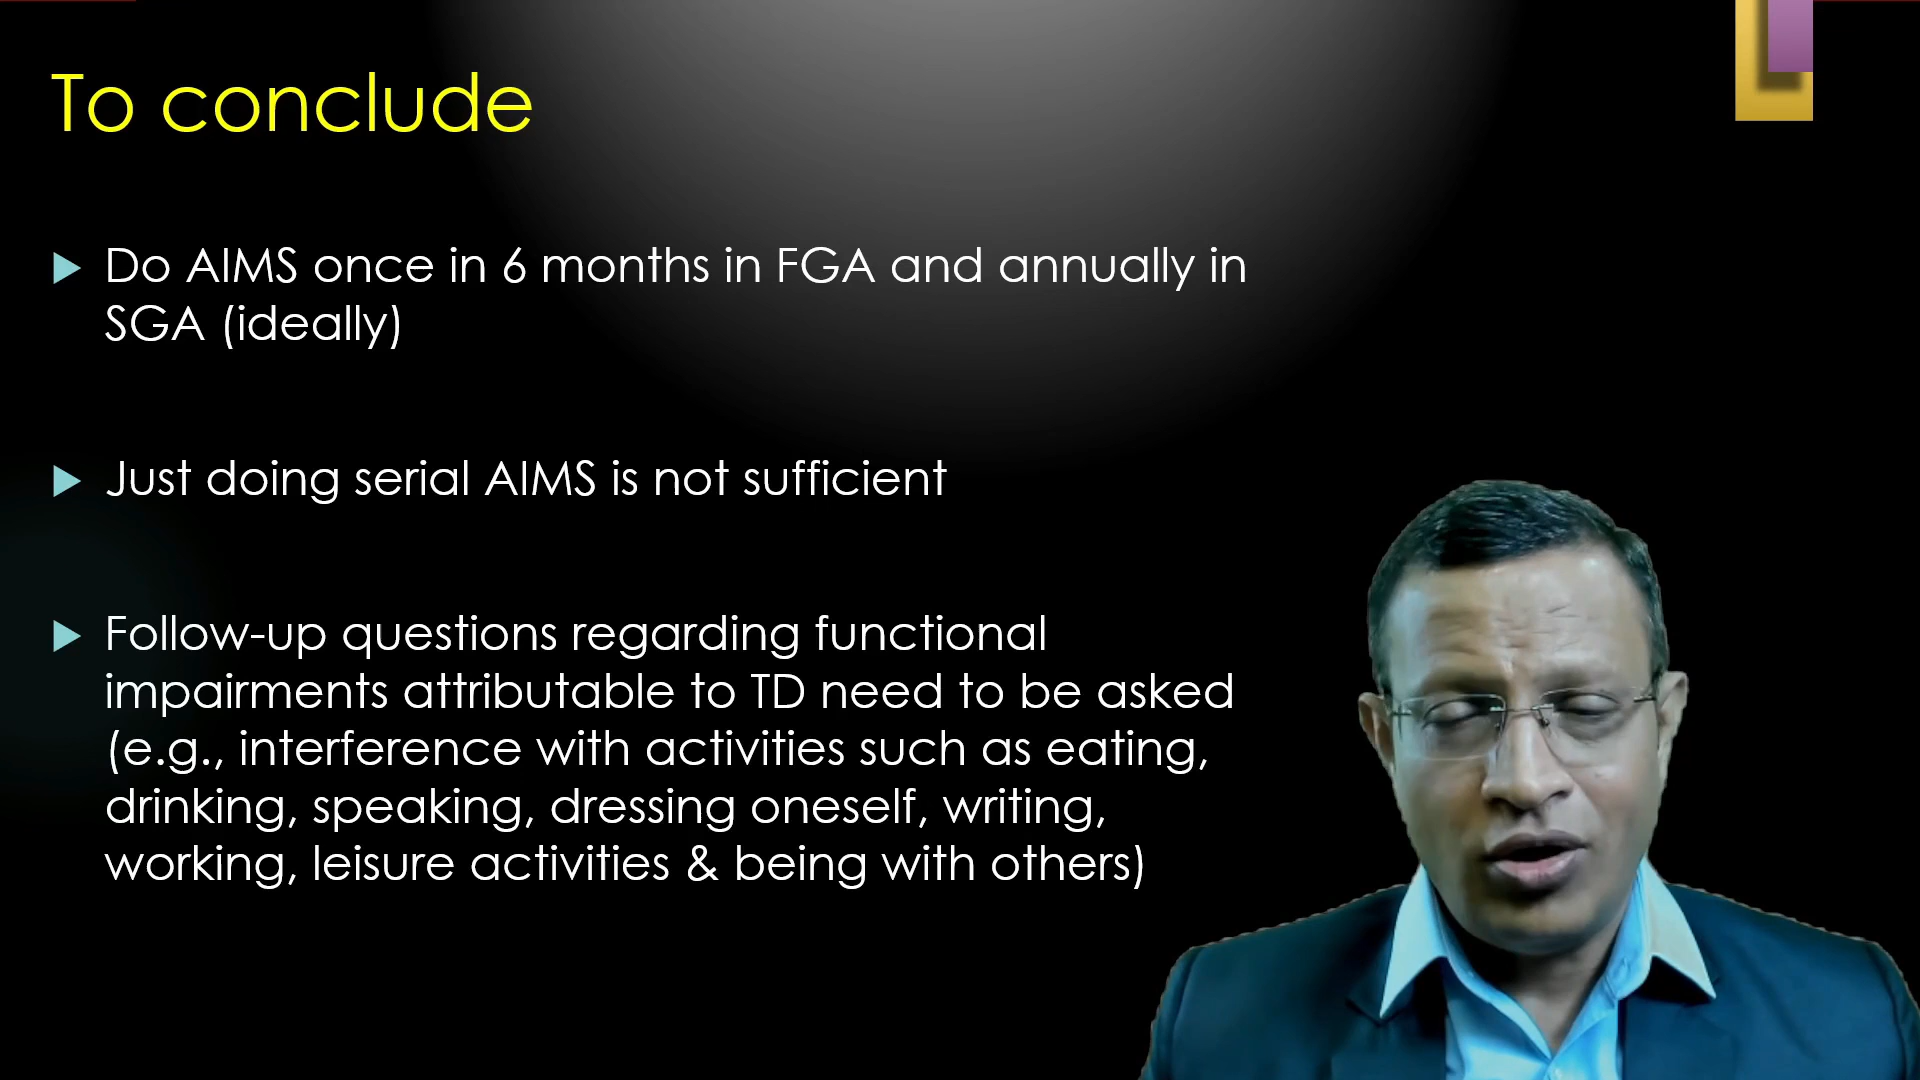 To conclude
Do AIMS once in 6 months in FGA and annually in
SGA (ideally)
Just doing serial AIMS is not sufficient
Follow-up questions regarding functional
impairments attributable to TD need to be asked
(e.g., interference with activities such as eating,
drinking, speaking, dressing oneself, writing,
working, leisure activities & being with others)